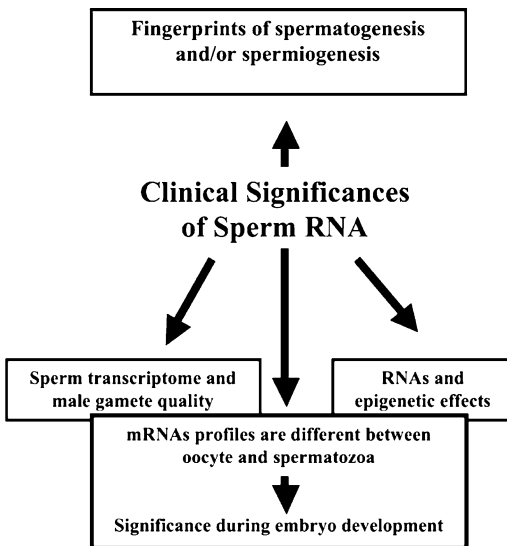 Fingerprints of spermatogenesis
and/or spermiogenesis
Clinical Significances
of Sperm RNA
Sperm transcriptome and
male gamete quality
RNAs and
epigenetic effects
mRNAs profiles are different between
oocyte and spermatozoa
Significance during embryo development